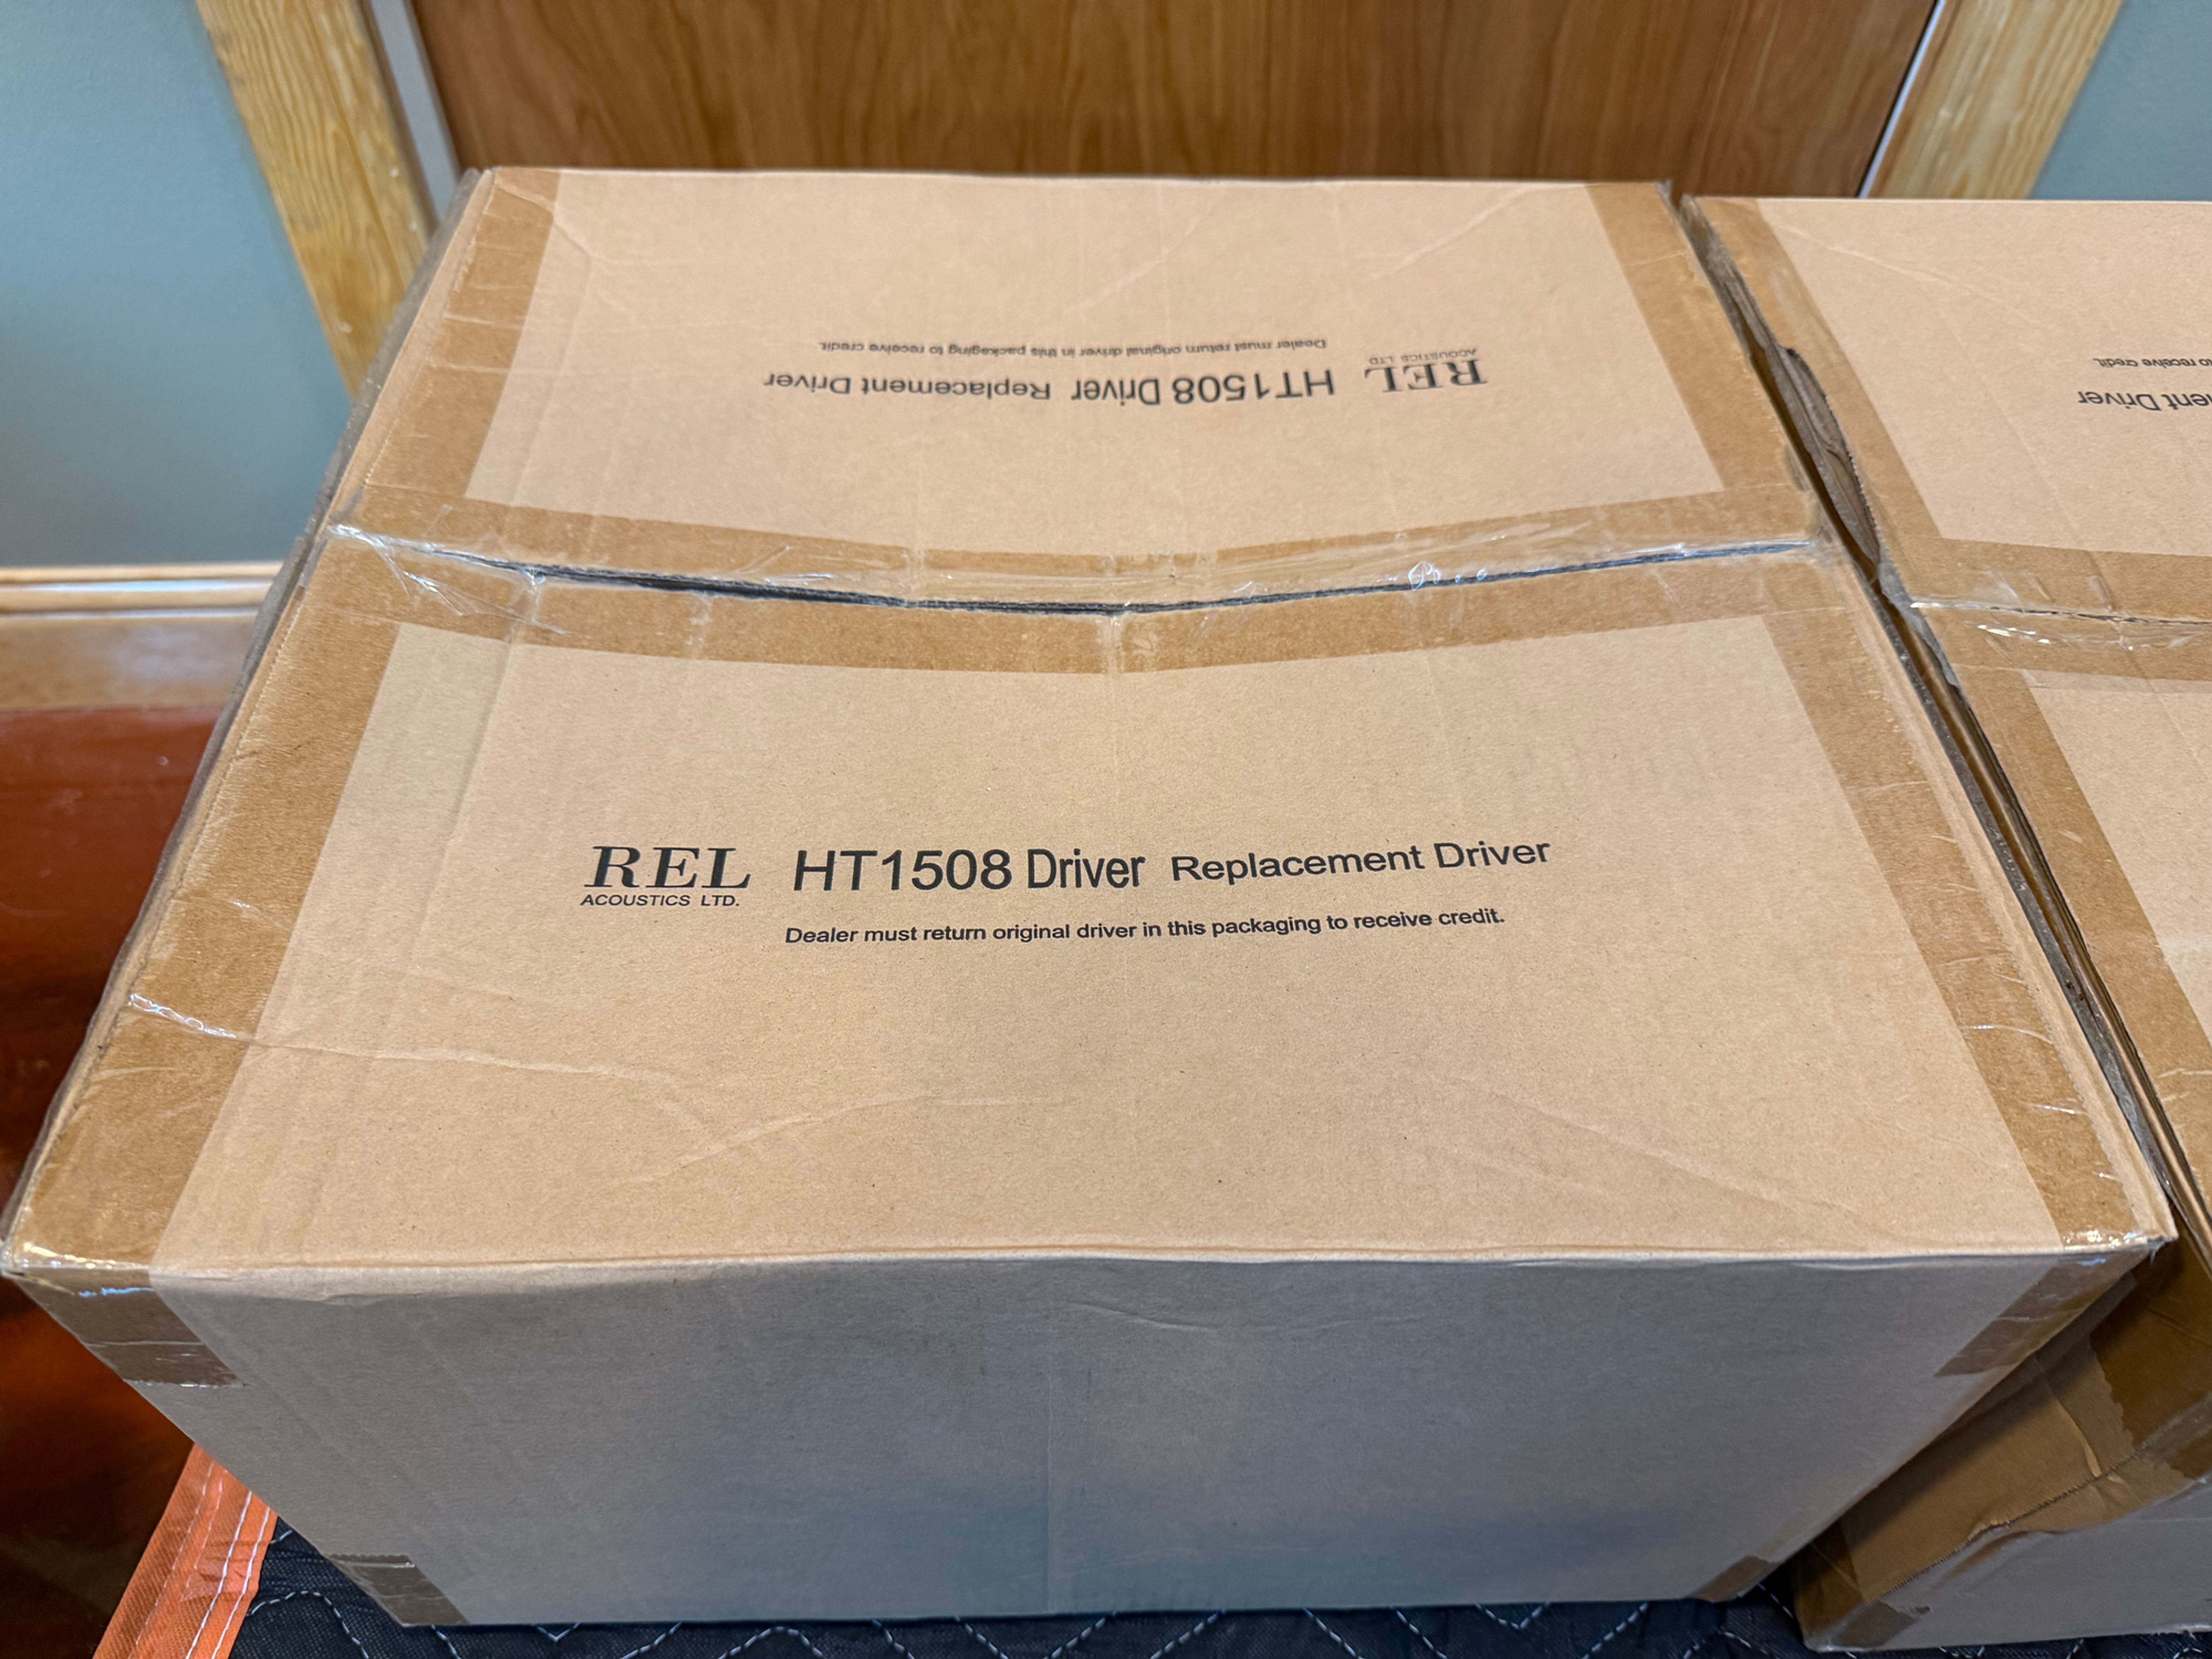 Dealer must return original driver in this packaging to receive credit.
REL HT1508 Driver Replacement Driver
ACOUSTICS LTD.
to receive credit.
Driver
REL HT1508 Driver Replacement Driver
ACOUSTICS LTD.
Dealer must return original driver in this packaging to receive credit.